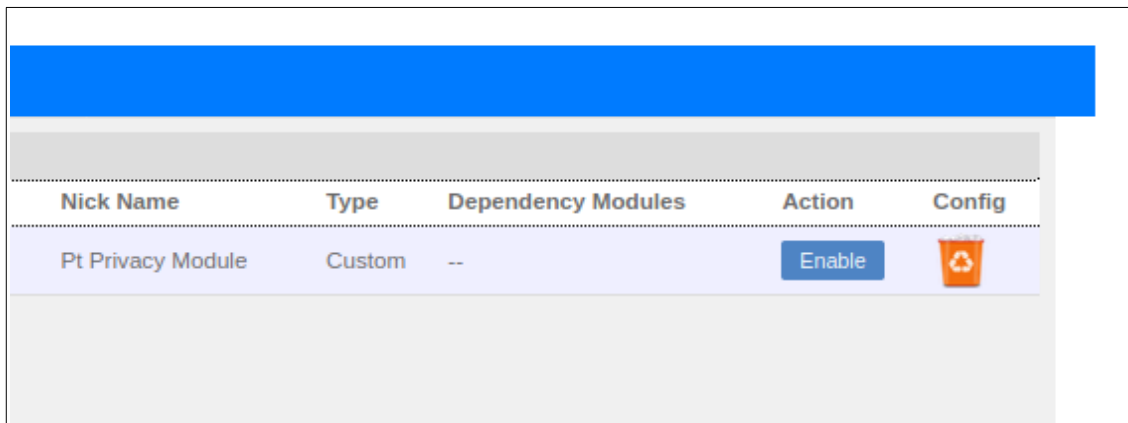 Nick Name Type Dependency Modules Action Config
Pt Privacy Module Custom -- Enable